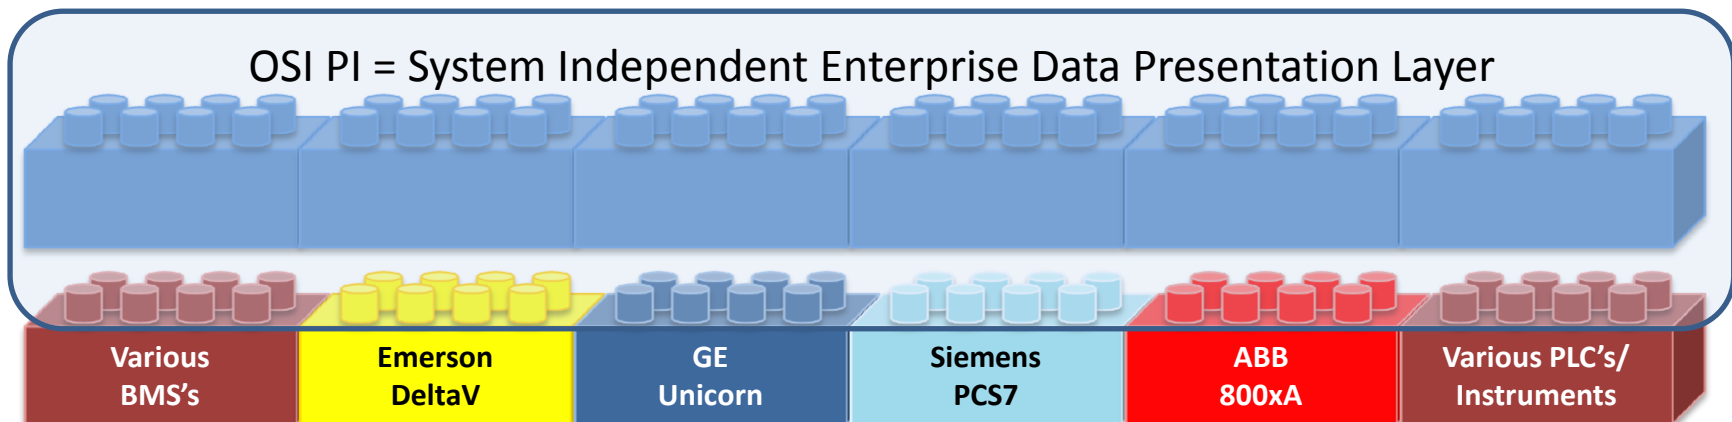 OSI PI = System Independent Enterprise Data Presentation Layer
Various
BMS’s
Emerson
DeltaV
GE
Unicorn
Siemens
PCS7
ABB
800xA
Various PLC’s/
Instruments